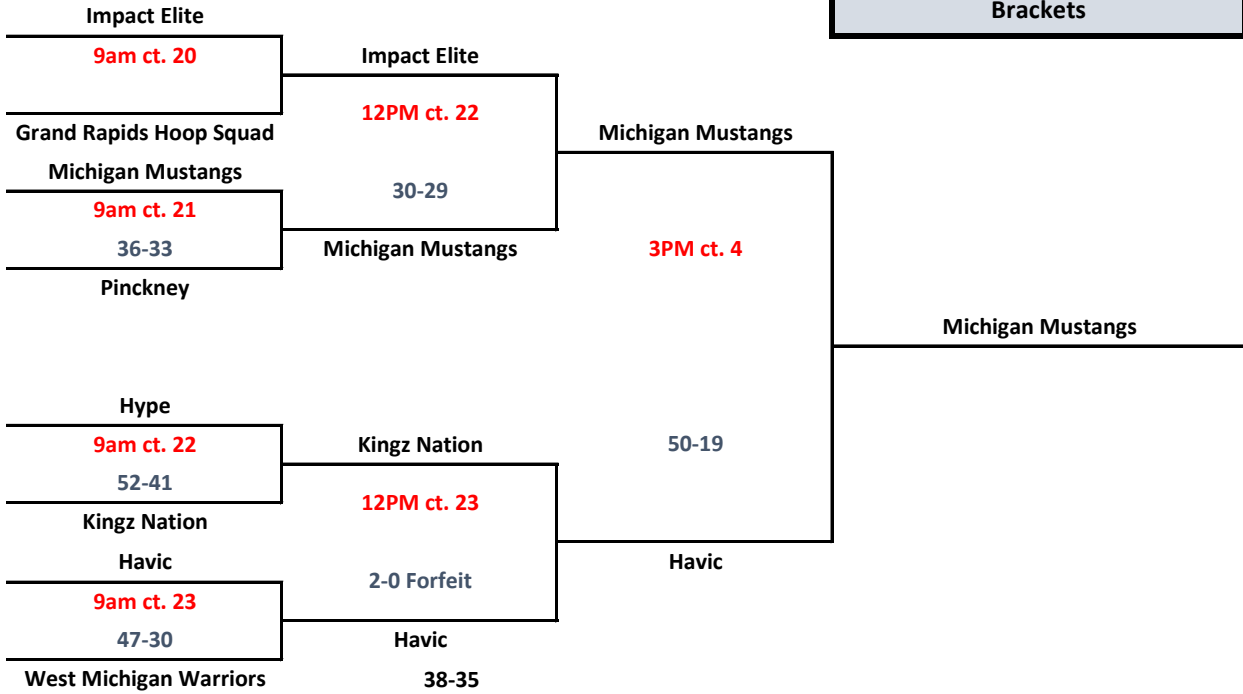 Brackets
Impact Elite
9am ct. 20
Impact Elite
12PM ct. 22
Grand Rapids Hoop Squad
Michigan Mustangs
Michigan Mustangs
30-29
9am ct. 21
36-33
Michigan Mustangs
3PM ct. 4
Pinckney
Michigan Mustangs
Hype
9am ct. 22
Kingz Nation
50-19
52-41
12PM ct. 23
Kingz Nation
Havic
Havic
2-0 Forfeit
9am ct. 23
47-30
Havic
West Michigan Warriors
38-35